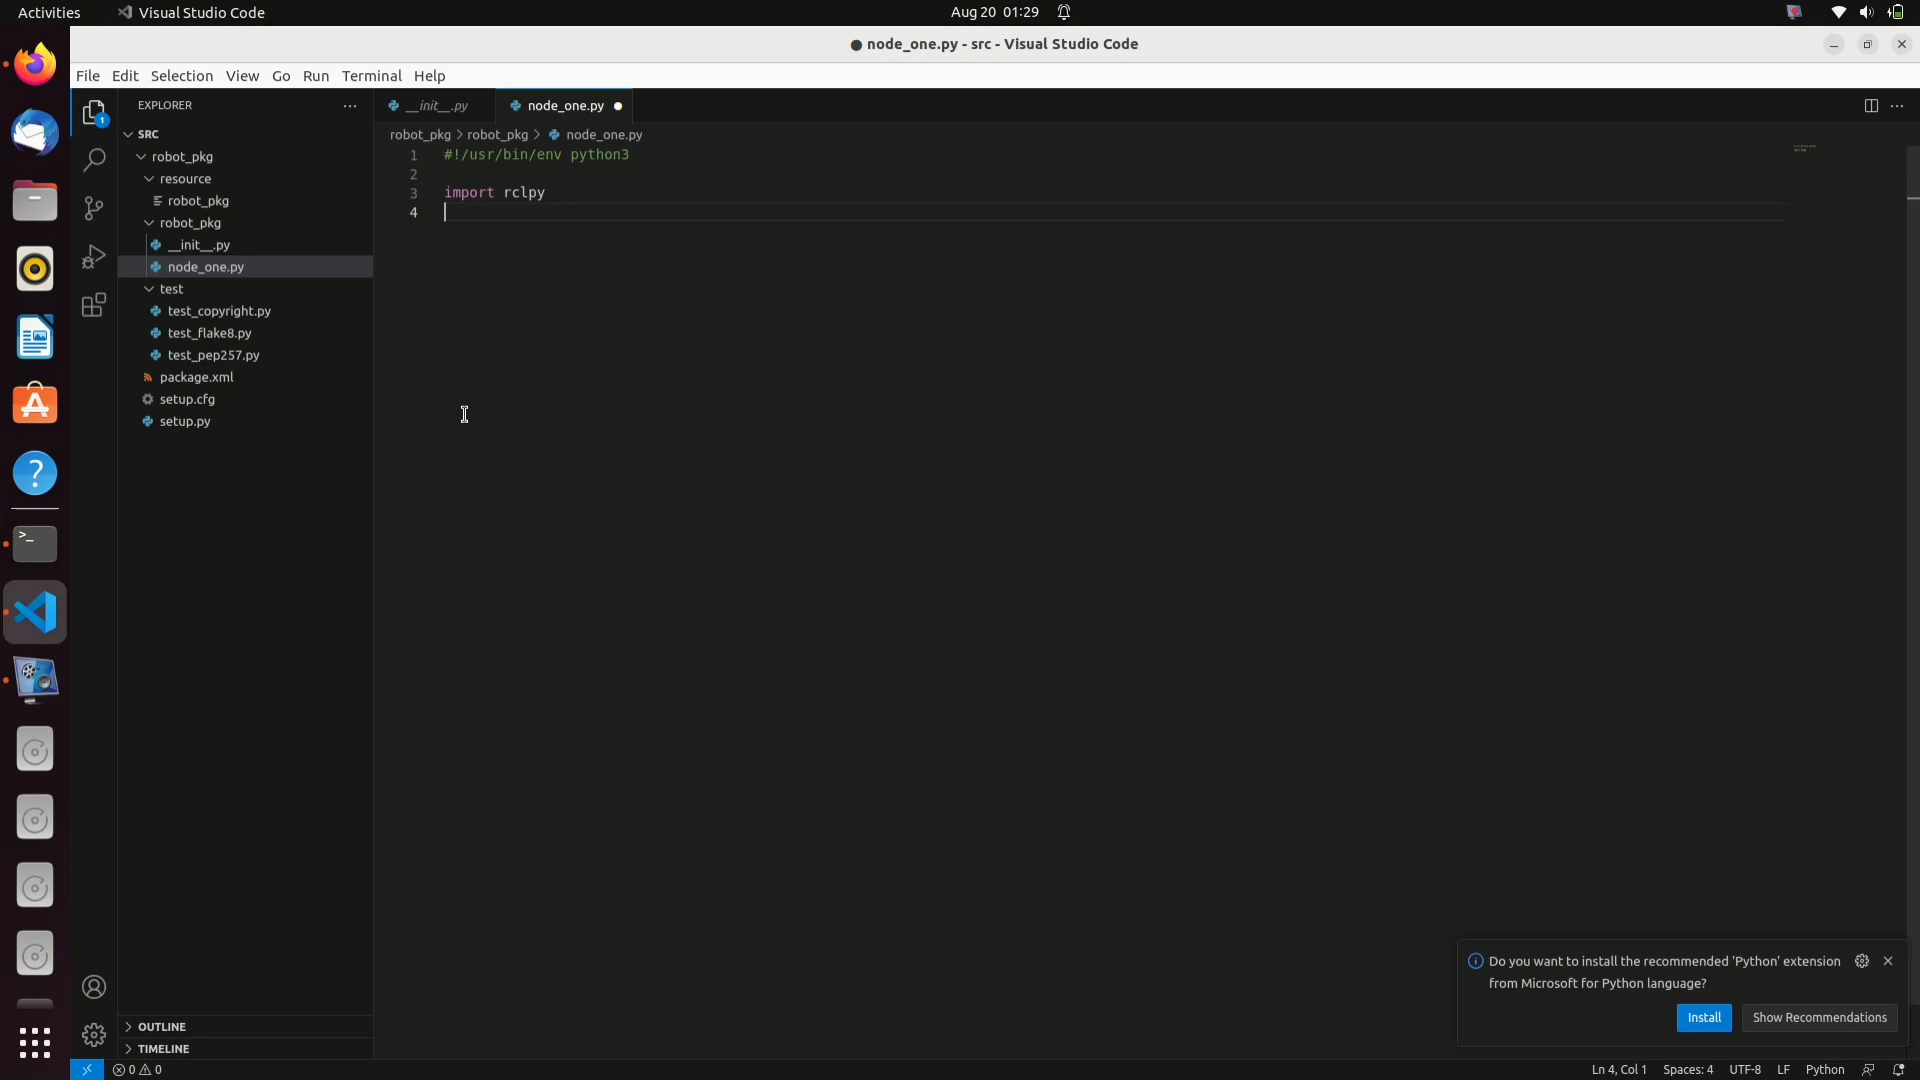 Activities
Visual Studio Code
Aug 20 01:29
node_one.py - src - Visual Studio Code
File Edit Selection View Go Run Terminal Help
EXPLORER
SRC
robot_pkg
resource
robot_pkg
robot_pkg
__init__.py
node_one.py
test
test_copyright.py
test_flake8.py
test_pep257.py
package.xml
setup.cfg
setup.py
OUTLINE
TIMELINE
__init__.py
node_one.py
robot_pkg > robot_pkg > node_one.py
1 #!/usr/bin/env python3
2
3 import rclpy
4
Do you want to install the recommended 'Python' extension
from Microsoft for Python language?
Install
Show Recommendations
0 0
Ln 4, Col 1
Spaces: 4
UTF-8
LF
Python